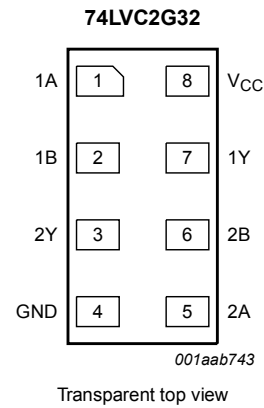 74LVC2G32
1A 1 8 VCC
1B 2 7 1Y
2Y 3 6 2B
GND 4 5 2A
001aab743
Transparent top view